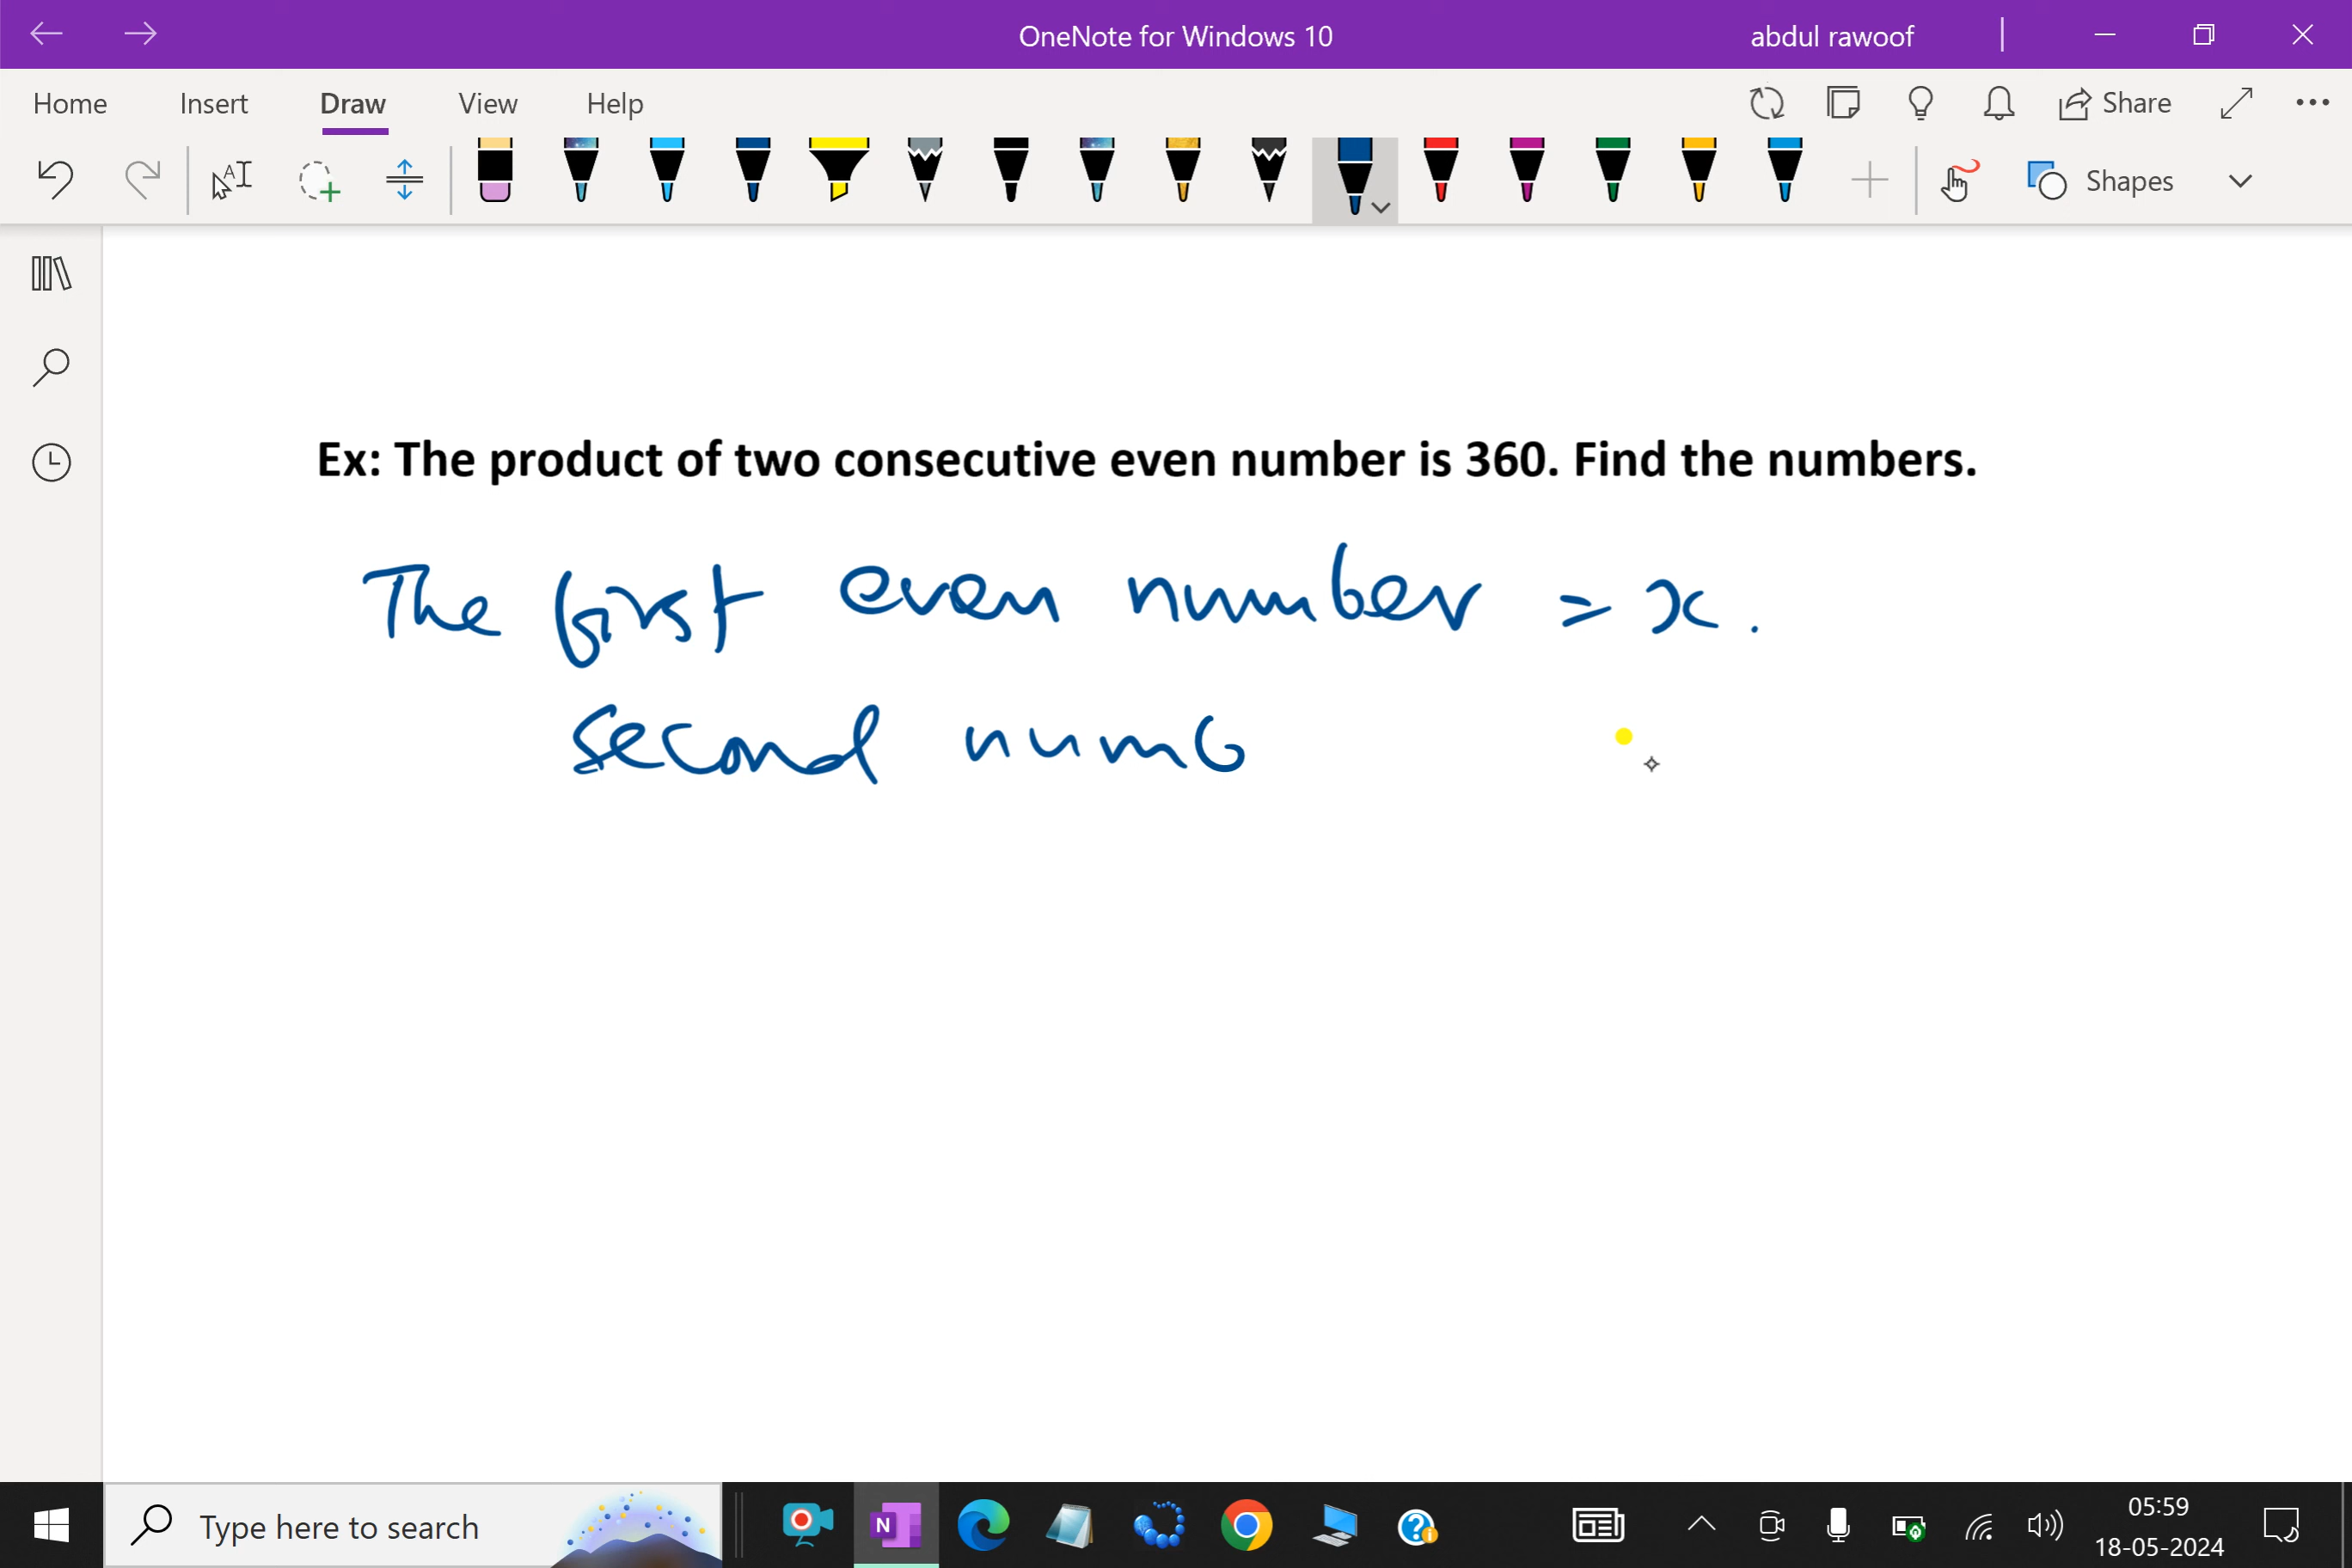 OneNote for Windows 10 abdul rawoof
Home Insert Draw View Help Share
Shapes
Ex: The product of two consecutive even number is 360. Find the numbers.
The first even number = x.
second numb
Type here to search
05:59
18-05-2024